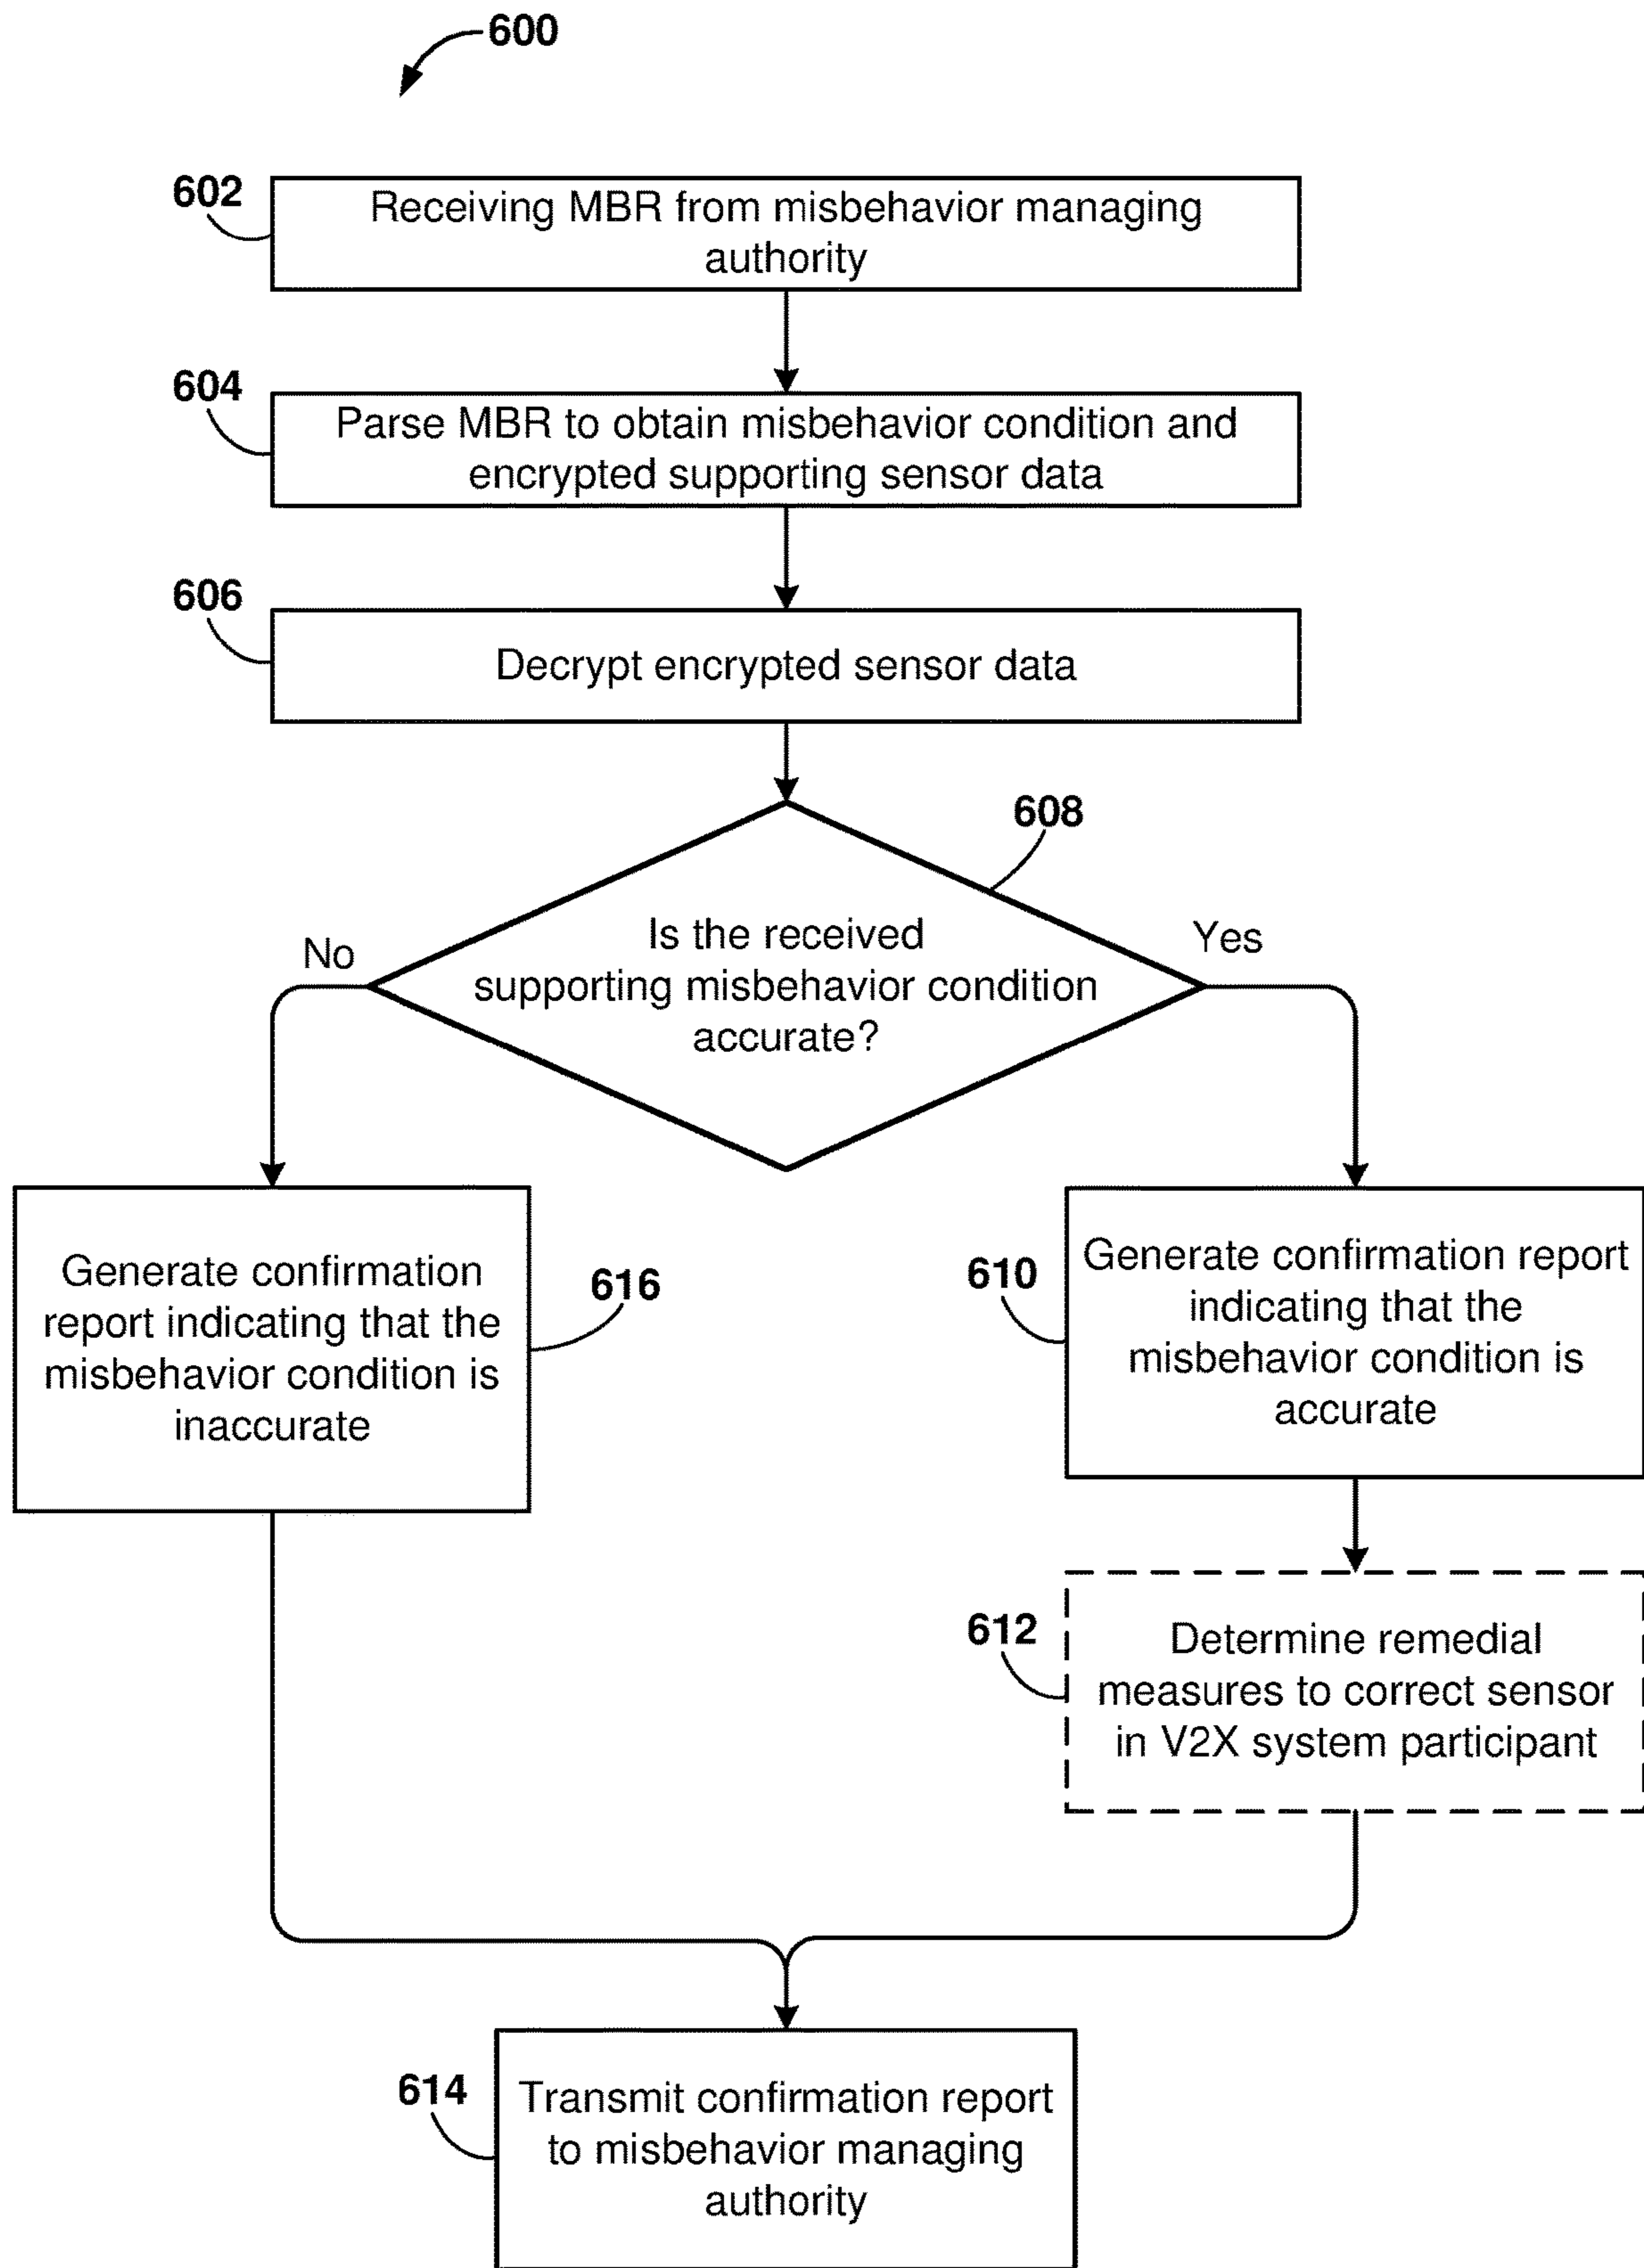 600
602
Receiving MBR from misbehavior managing
authority
604
Parse MBR to obtain misbehavior condition and
encrypted supporting sensor data
606
Decrypt encrypted sensor data
608
Is the received
supporting misbehavior condition
accurate?
No
Yes
Generate confirmation
report indicating that the
misbehavior condition is
inaccurate
616
610
Generate confirmation report
indicating that the
misbehavior condition is
accurate
612
Determine remedial
measures to correct sensor
in V2X system participant
614
Transmit confirmation report
to misbehavior managing
authority